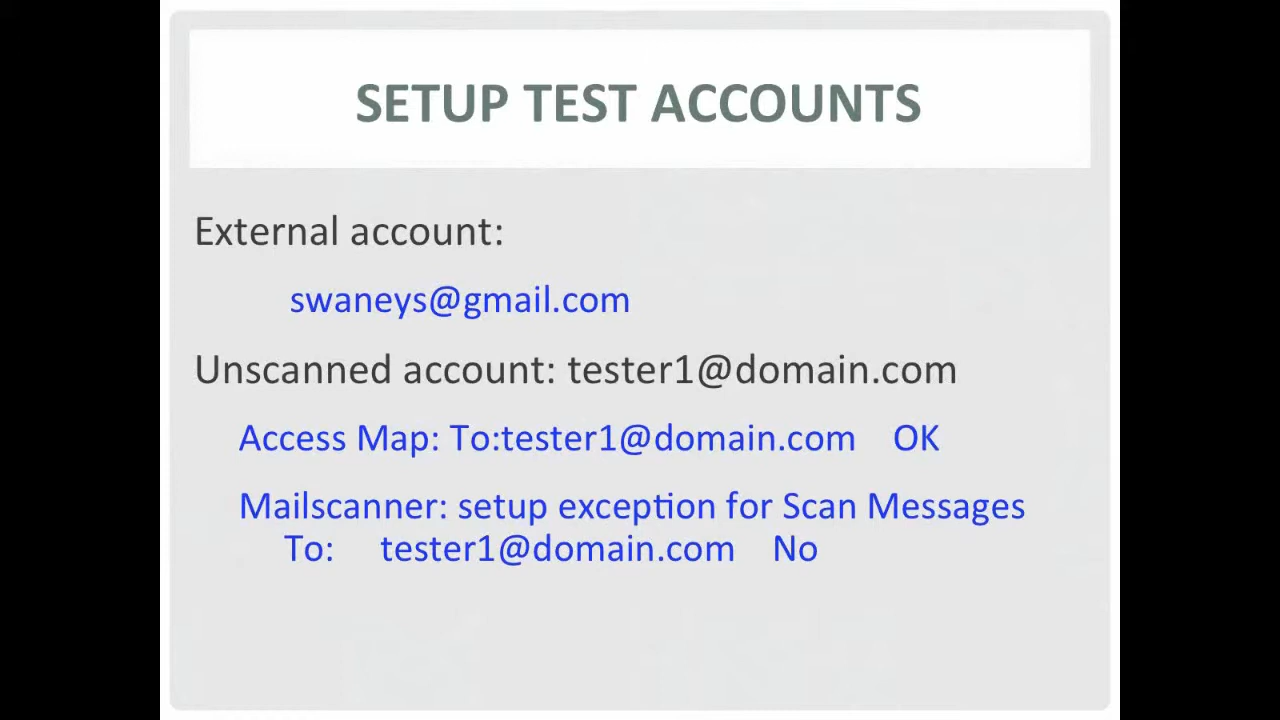 SETUP TEST ACCOUNTS
External account:
swaneys@gmail.com
Unscanned account: tester1@domain.com
Access Map: To:tester1@domain.com OK
Mailscanner: setup exception for Scan Messages
To: tester1@domain.com No